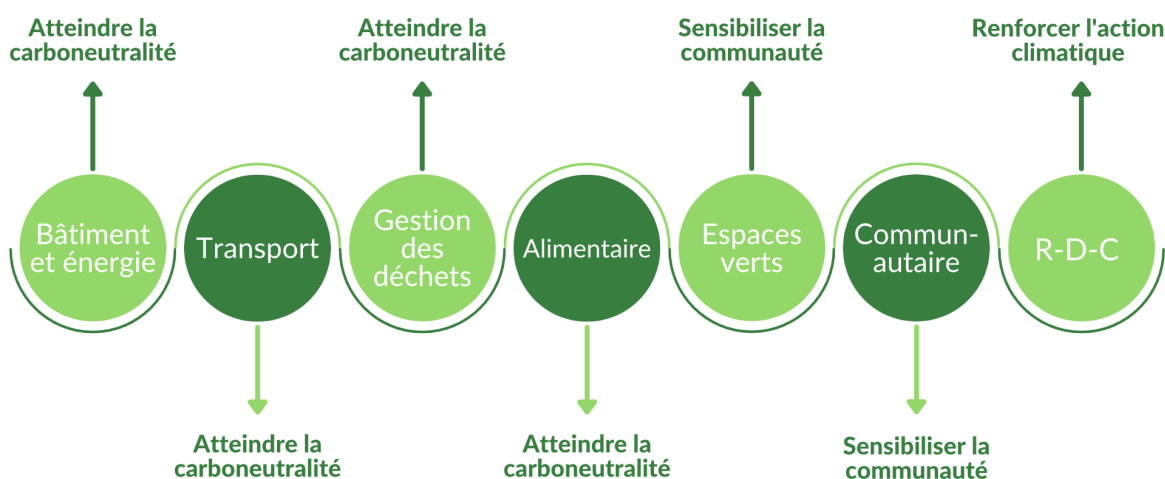 Atteindre la
carboneutralité
Atteindre la
carboneutralité
Sensibiliser la
communauté
Renforcer l'action
climatique
Bâtiment
et énergie
Transport
Gestion
des
déchets
Alimentaire
Espaces
verts
Commun-
autaire
R-D-C
Atteindre la
carboneutralité
Atteindre la
carboneutralité
Sensibiliser la
communauté